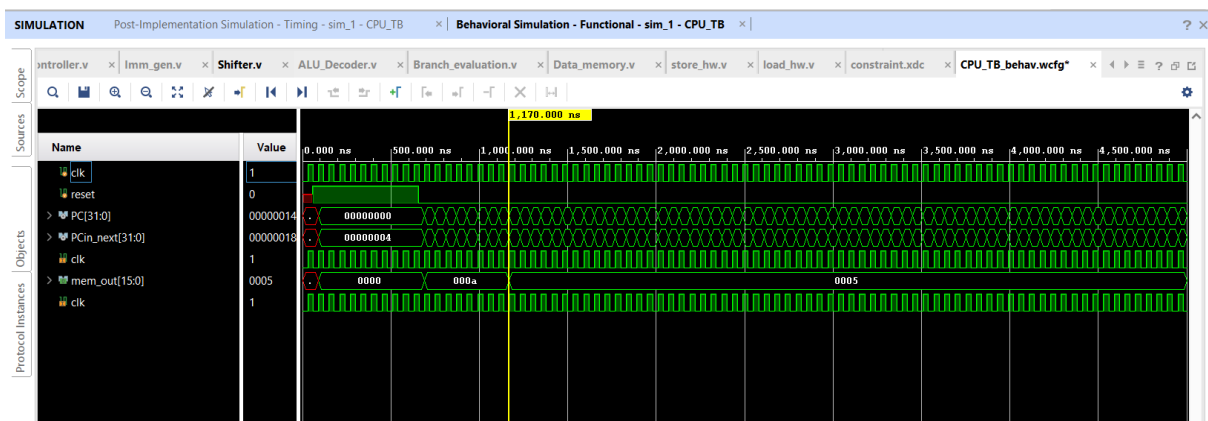 SIMULATION Post-Implementation Simulation - Timing - sim_1 - CPU_TB × Behavioral Simulation - Functional - sim_1 - CPU_TB × ? ×
ontroller.v × Imm_gen.v × Shifter.v × ALU_Decoder.v × Branch_evaluation.v × Data_memory.v × store_hw.v × load_hw.v × constraint.xdc × CPU_TB_behav.wcfg* × ?
Scope
Sources
Objects
Protocol Instances
1,170.000 ns
Name Value 0.000 ns 500.000 ns 1,000.000 ns 1,500.000 ns 2,000.000 ns 2,500.000 ns 3,000.000 ns 3,500.000 ns 4,000.000 ns 4,500.000 ns
clk 1
reset 0
> PC[31:0] 00000014 . 00000000
> PCin_next[31:0] 00000018 . 00000004
clk 1
> mem_out[15:0] 0005 . 0000 000a 0005
clk 1